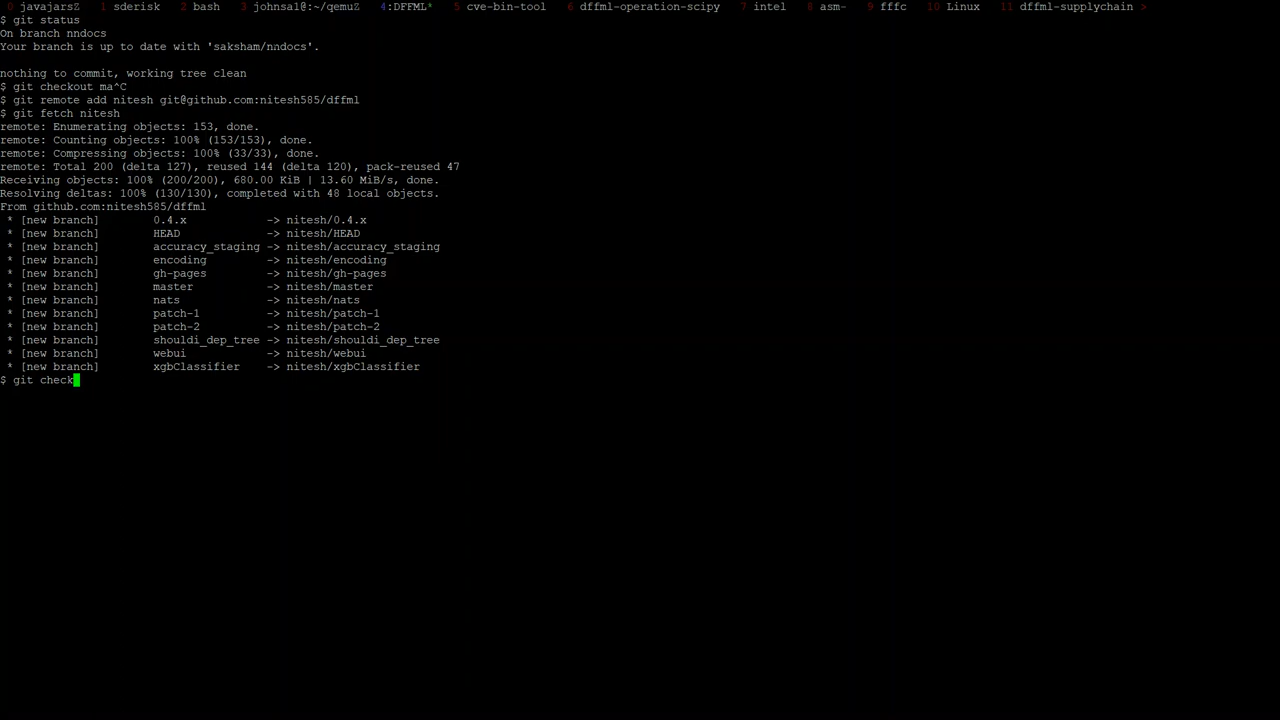 0 javajarsZ 1 sderisk 2 bash 3 johnsal@:~/qemuZ 4:DFFML* 5 cve-bin-tool 6 dffml-operation-scipy 7 intel 8 asm- 9 fffc 10 Linux 11 dffml-supplychain >
$ git status
On branch nndocs
Your branch is up to date with 'saksham/nndocs'.
nothing to commit, working tree clean
$ git checkout ma^C
$ git remote add nitesh git@github.com:nitesh585/dffml
$ git fetch nitesh
remote: Enumerating objects: 153, done.
remote: Counting objects: 100% (153/153), done.
remote: Compressing objects: 100% (33/33), done.
remote: Total 200 (delta 127), reused 144 (delta 120), pack-reused 47
Receiving objects: 100% (200/200), 680.00 KiB | 13.60 MiB/s, done.
Resolving deltas: 100% (130/130), completed with 48 local objects.
From github.com:nitesh585/dffml
 * [new branch]        0.4.x            -> nitesh/0.4.x
 * [new branch]        HEAD             -> nitesh/HEAD
 * [new branch]        accuracy_staging -> nitesh/accuracy_staging
 * [new branch]        encoding         -> nitesh/encoding
 * [new branch]        gh-pages         -> nitesh/gh-pages
 * [new branch]        master           -> nitesh/master
 * [new branch]        nats             -> nitesh/nats
 * [new branch]        patch-1          -> nitesh/patch-1
 * [new branch]        patch-2          -> nitesh/patch-2
 * [new branch]        shouldi_dep_tree -> nitesh/shouldi_dep_tree
 * [new branch]        webui            -> nitesh/webui
 * [new branch]        xgbClassifier    -> nitesh/xgbClassifier
$ git check